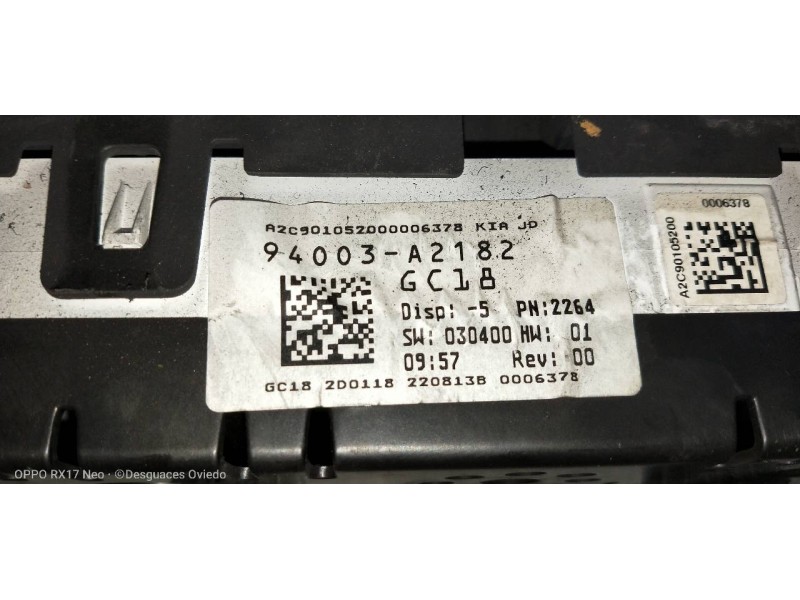 A2C901052000006378 KIA JD
94003-A2182
GC18
Disp: -5 PN:2264
SW: 030400 HW: 01
09:57 Rev: 00
GC18 2D0118 220813B 0006378
0006378
A2C90105200
OPPO RX17 Neo · ©Desguaces Oviedo